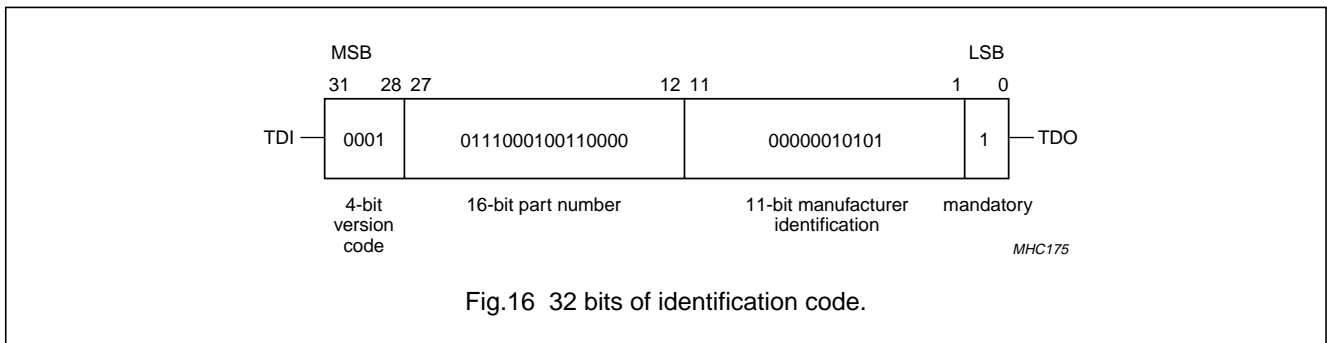 MSB LSB
31 28 27 12 11 1 0
TDI 0001 0111000100110000 00000010101 1 TDO
4-bit 16-bit part number 11-bit manufacturer mandatory
version identification
code
MHC175
Fig.16 32 bits of identification code.